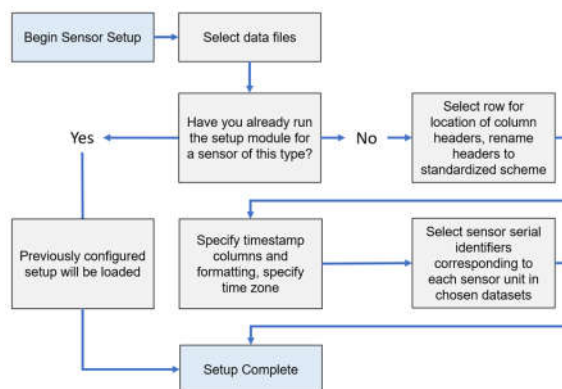 Begin Sensor Setup
Select data files
Have you already run
the setup module for
a sensor of this type?
Yes
No
Select row for
location of column
headers, rename
headers to
standardized scheme
Previously configured
setup will be loaded
Specify timestamp
columns and
formatting, specify
time zone
Select sensor serial
identifiers
corresponding to
each sensor unit in
chosen datasets
Setup Complete